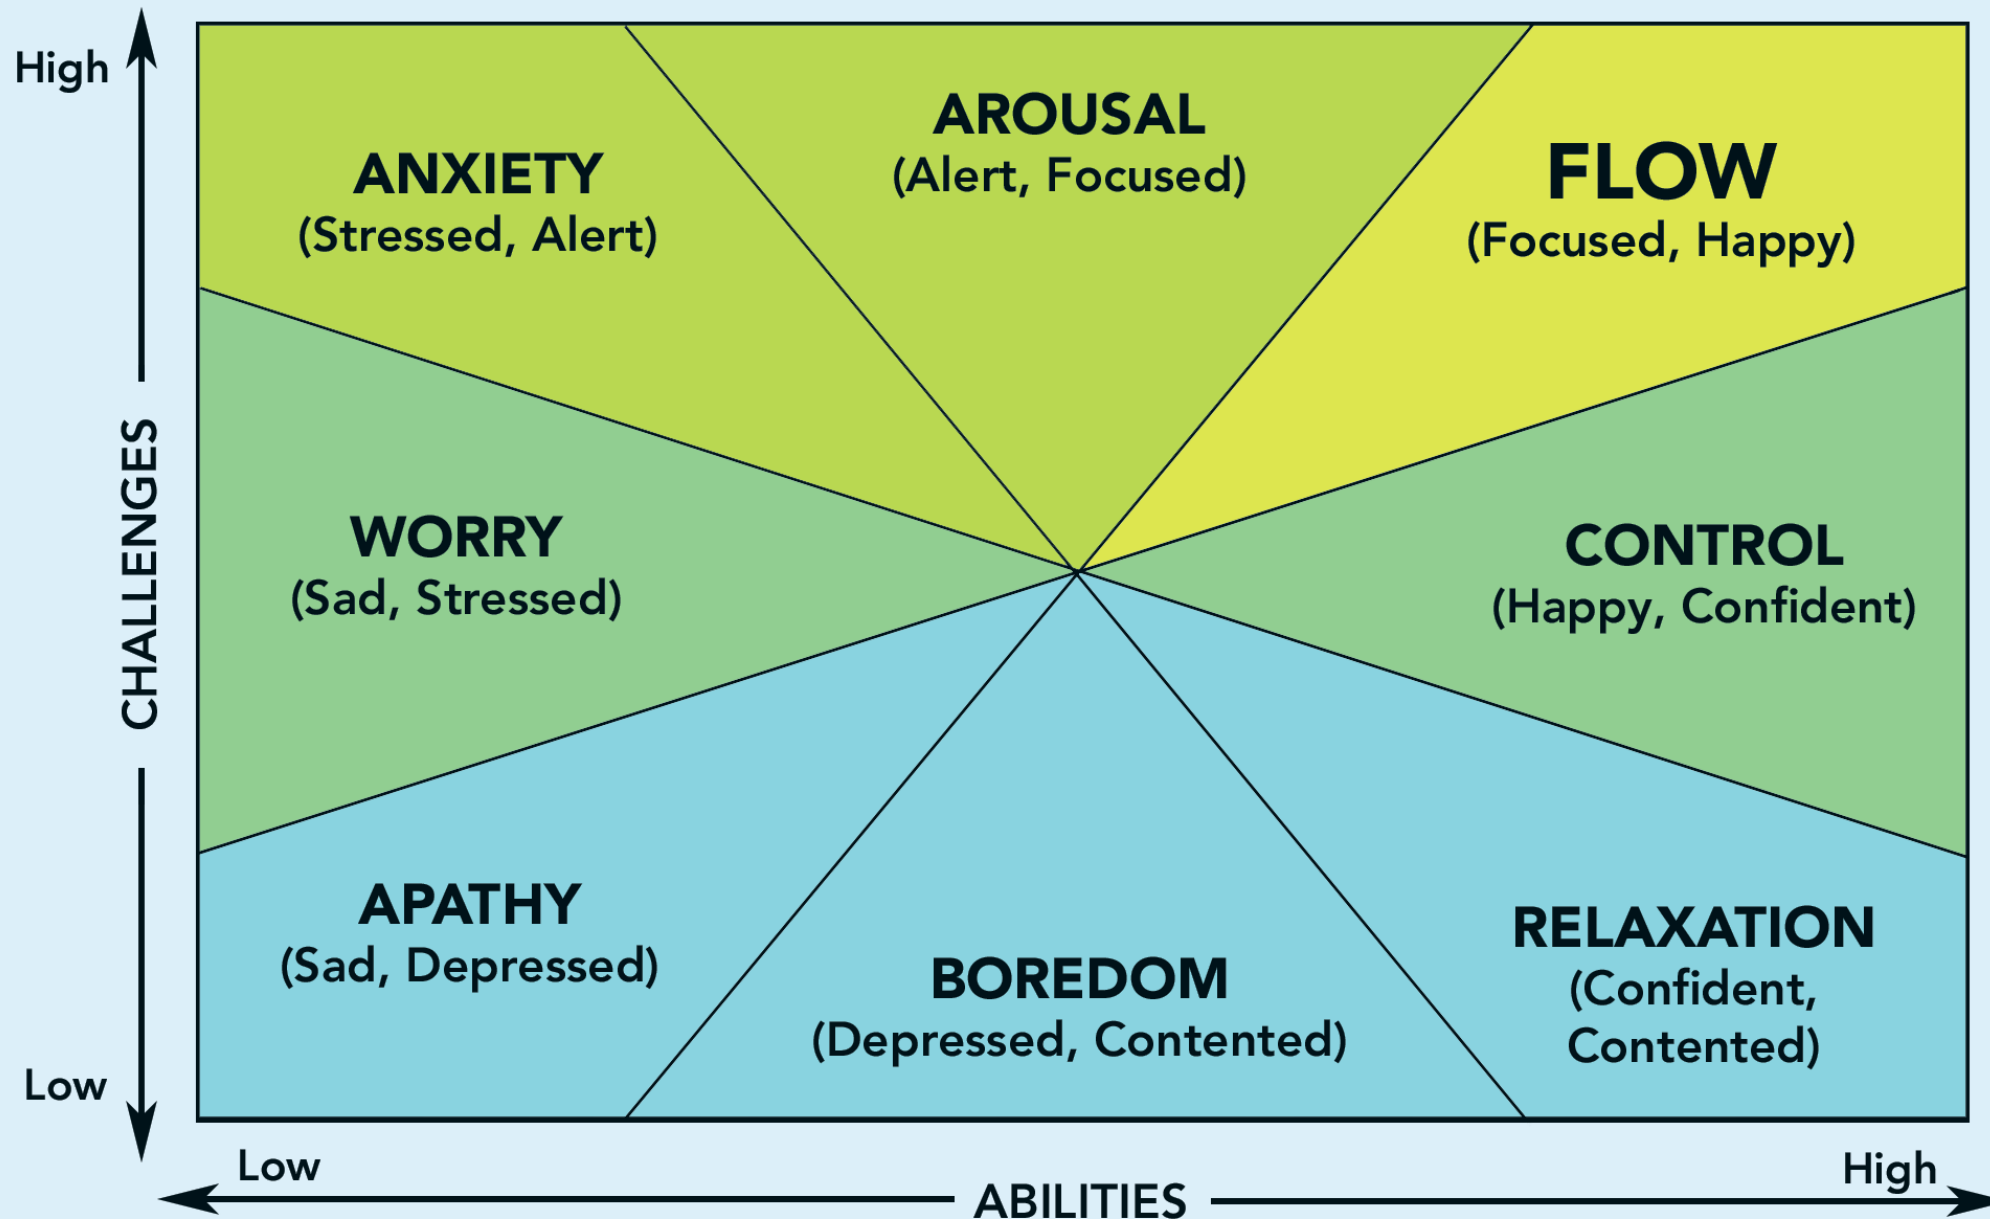 High
AROUSAL
(Alert, Focused)
ANXIETY
(Stressed, Alert)
FLOW
(Focused, Happy)
CHALLENGES
WORRY
(Sad, Stressed)
CONTROL
(Happy, Confident)
APATHY
(Sad, Depressed)
BOREDOM
(Depressed, Contented)
RELAXATION
(Confident,
Contented)
Low
Low
High
ABILITIES